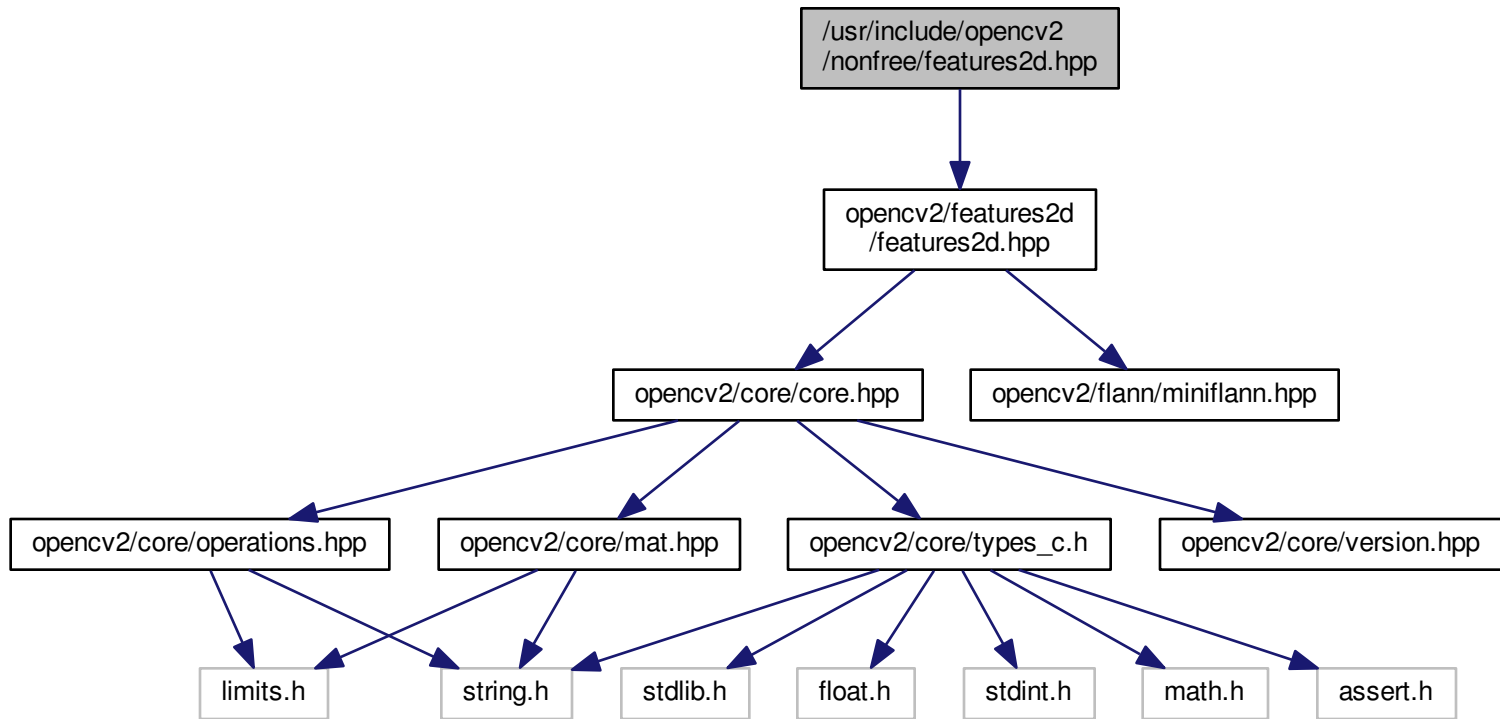 /usr/include/opencv2
/nonfree/features2d.hpp
opencv2/features2d
/features2d.hpp
opencv2/core/core.hpp
opencv2/flann/miniflann.hpp
opencv2/core/operations.hpp
opencv2/core/mat.hpp
opencv2/core/types_c.h
opencv2/core/version.hpp
limits.h
string.h
stdlib.h
float.h
stdint.h
math.h
assert.h